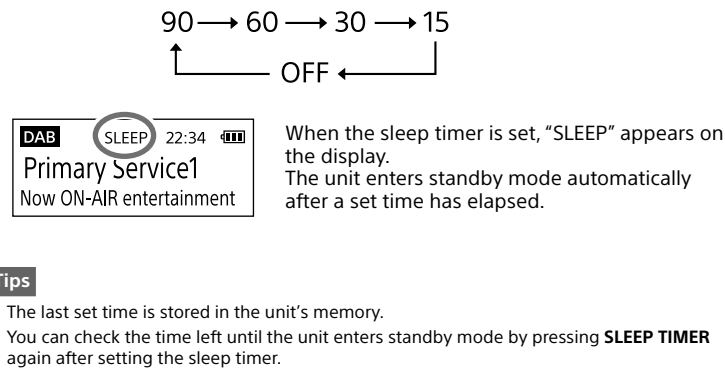 90 → 60 → 30 → 15
OFF
DAB SLEEP 22:34
Primary Service1
Now ON-AIR entertainment
When the sleep timer is set, “SLEEP” appears on
the display.
The unit enters standby mode automatically
after a set time has elapsed.
Tips
The last set time is stored in the unit’s memory.
You can check the time left until the unit enters standby mode by pressing SLEEP TIMER
again after setting the sleep timer.